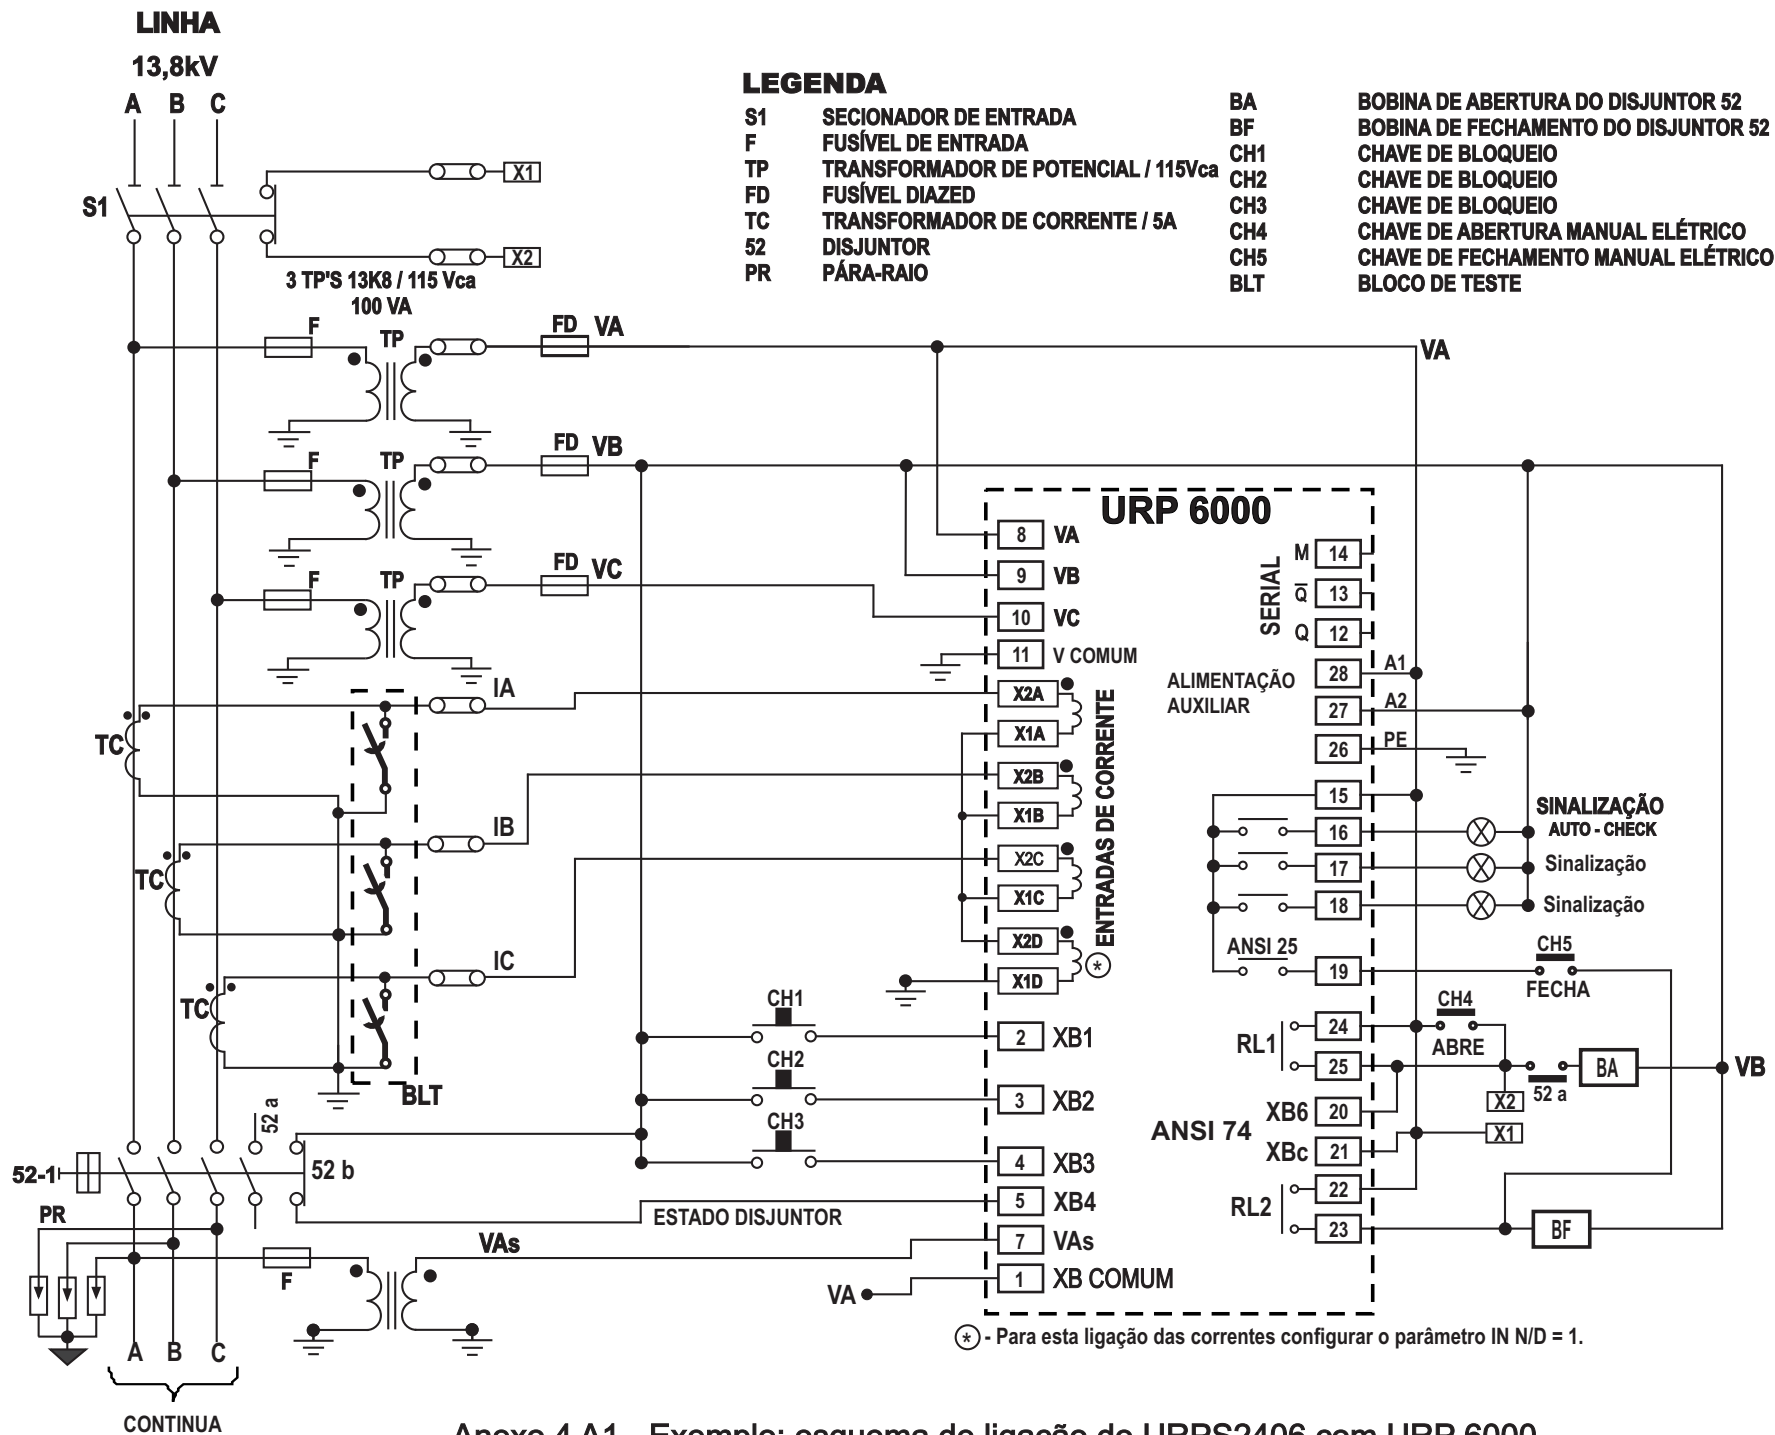 LINHA
13,8kV
A B C
S1
X1
X2
LEGENDA
S1 SECIONADOR DE ENTRADA
F FUSÍVEL DE ENTRADA
TP TRANSFORMADOR DE POTENCIAL / 115Vca
FD FUSÍVEL DIAZED
TC TRANSFORMADOR DE CORRENTE / 5A
52 DISJUNTOR
PR PÁRA-RAIO
BA BOBINA DE ABERTURA DO DISJUNTOR 52
BF BOBINA DE FECHAMENTO DO DISJUNTOR 52
CH1 CHAVE DE BLOQUEIO
CH2 CHAVE DE BLOQUEIO
CH3 CHAVE DE BLOQUEIO
CH4 CHAVE DE ABERTURA MANUAL ELÉTRICO
CH5 CHAVE DE FECHAMENTO MANUAL ELÉTRICO
BLT BLOCO DE TESTE
3 TP'S 13K8 / 115 Vca
100 VA
F TP FD VA
VA
F TP FD VB
F TP FD VC
TC IA
TC IB
TC IC
BLT
URP 6000
8 VA
9 VB
10 VC
11 V COMUM
X2A
X1A
X2B
X1B
X2C
X1C
X2D
X1D
ENTRADAS DE CORRENTE
*
2 XB1
3 XB2
4 XB3
5 XB4
7 VAs
1 XB COMUM
SERIAL
M 14
Q̅ 13
Q 12
ALIMENTAÇÃO
AUXILIAR
28 A1
27 A2
26 PE
15
16
17
18
ANSI 25
19
RL1
24
25
XB6 20
XBc 21
ANSI 74
RL2
22
23
SINALIZAÇÃO
AUTO - CHECK
Sinalização
Sinalização
CH5
FECHA
CH4
ABRE
X2
52 a
BA
VB
X1
BF
CH1
CH2
CH3
52 a
52-1
52 b
ESTADO DISJUNTOR
PR
VAs
F
VA
A B C
CONTINUA
* - Para esta ligação das correntes configurar o parâmetro IN N/D = 1.
Anexo 4 A1 - Exemplo: esquema de ligação do URPS2406 com URP 6000